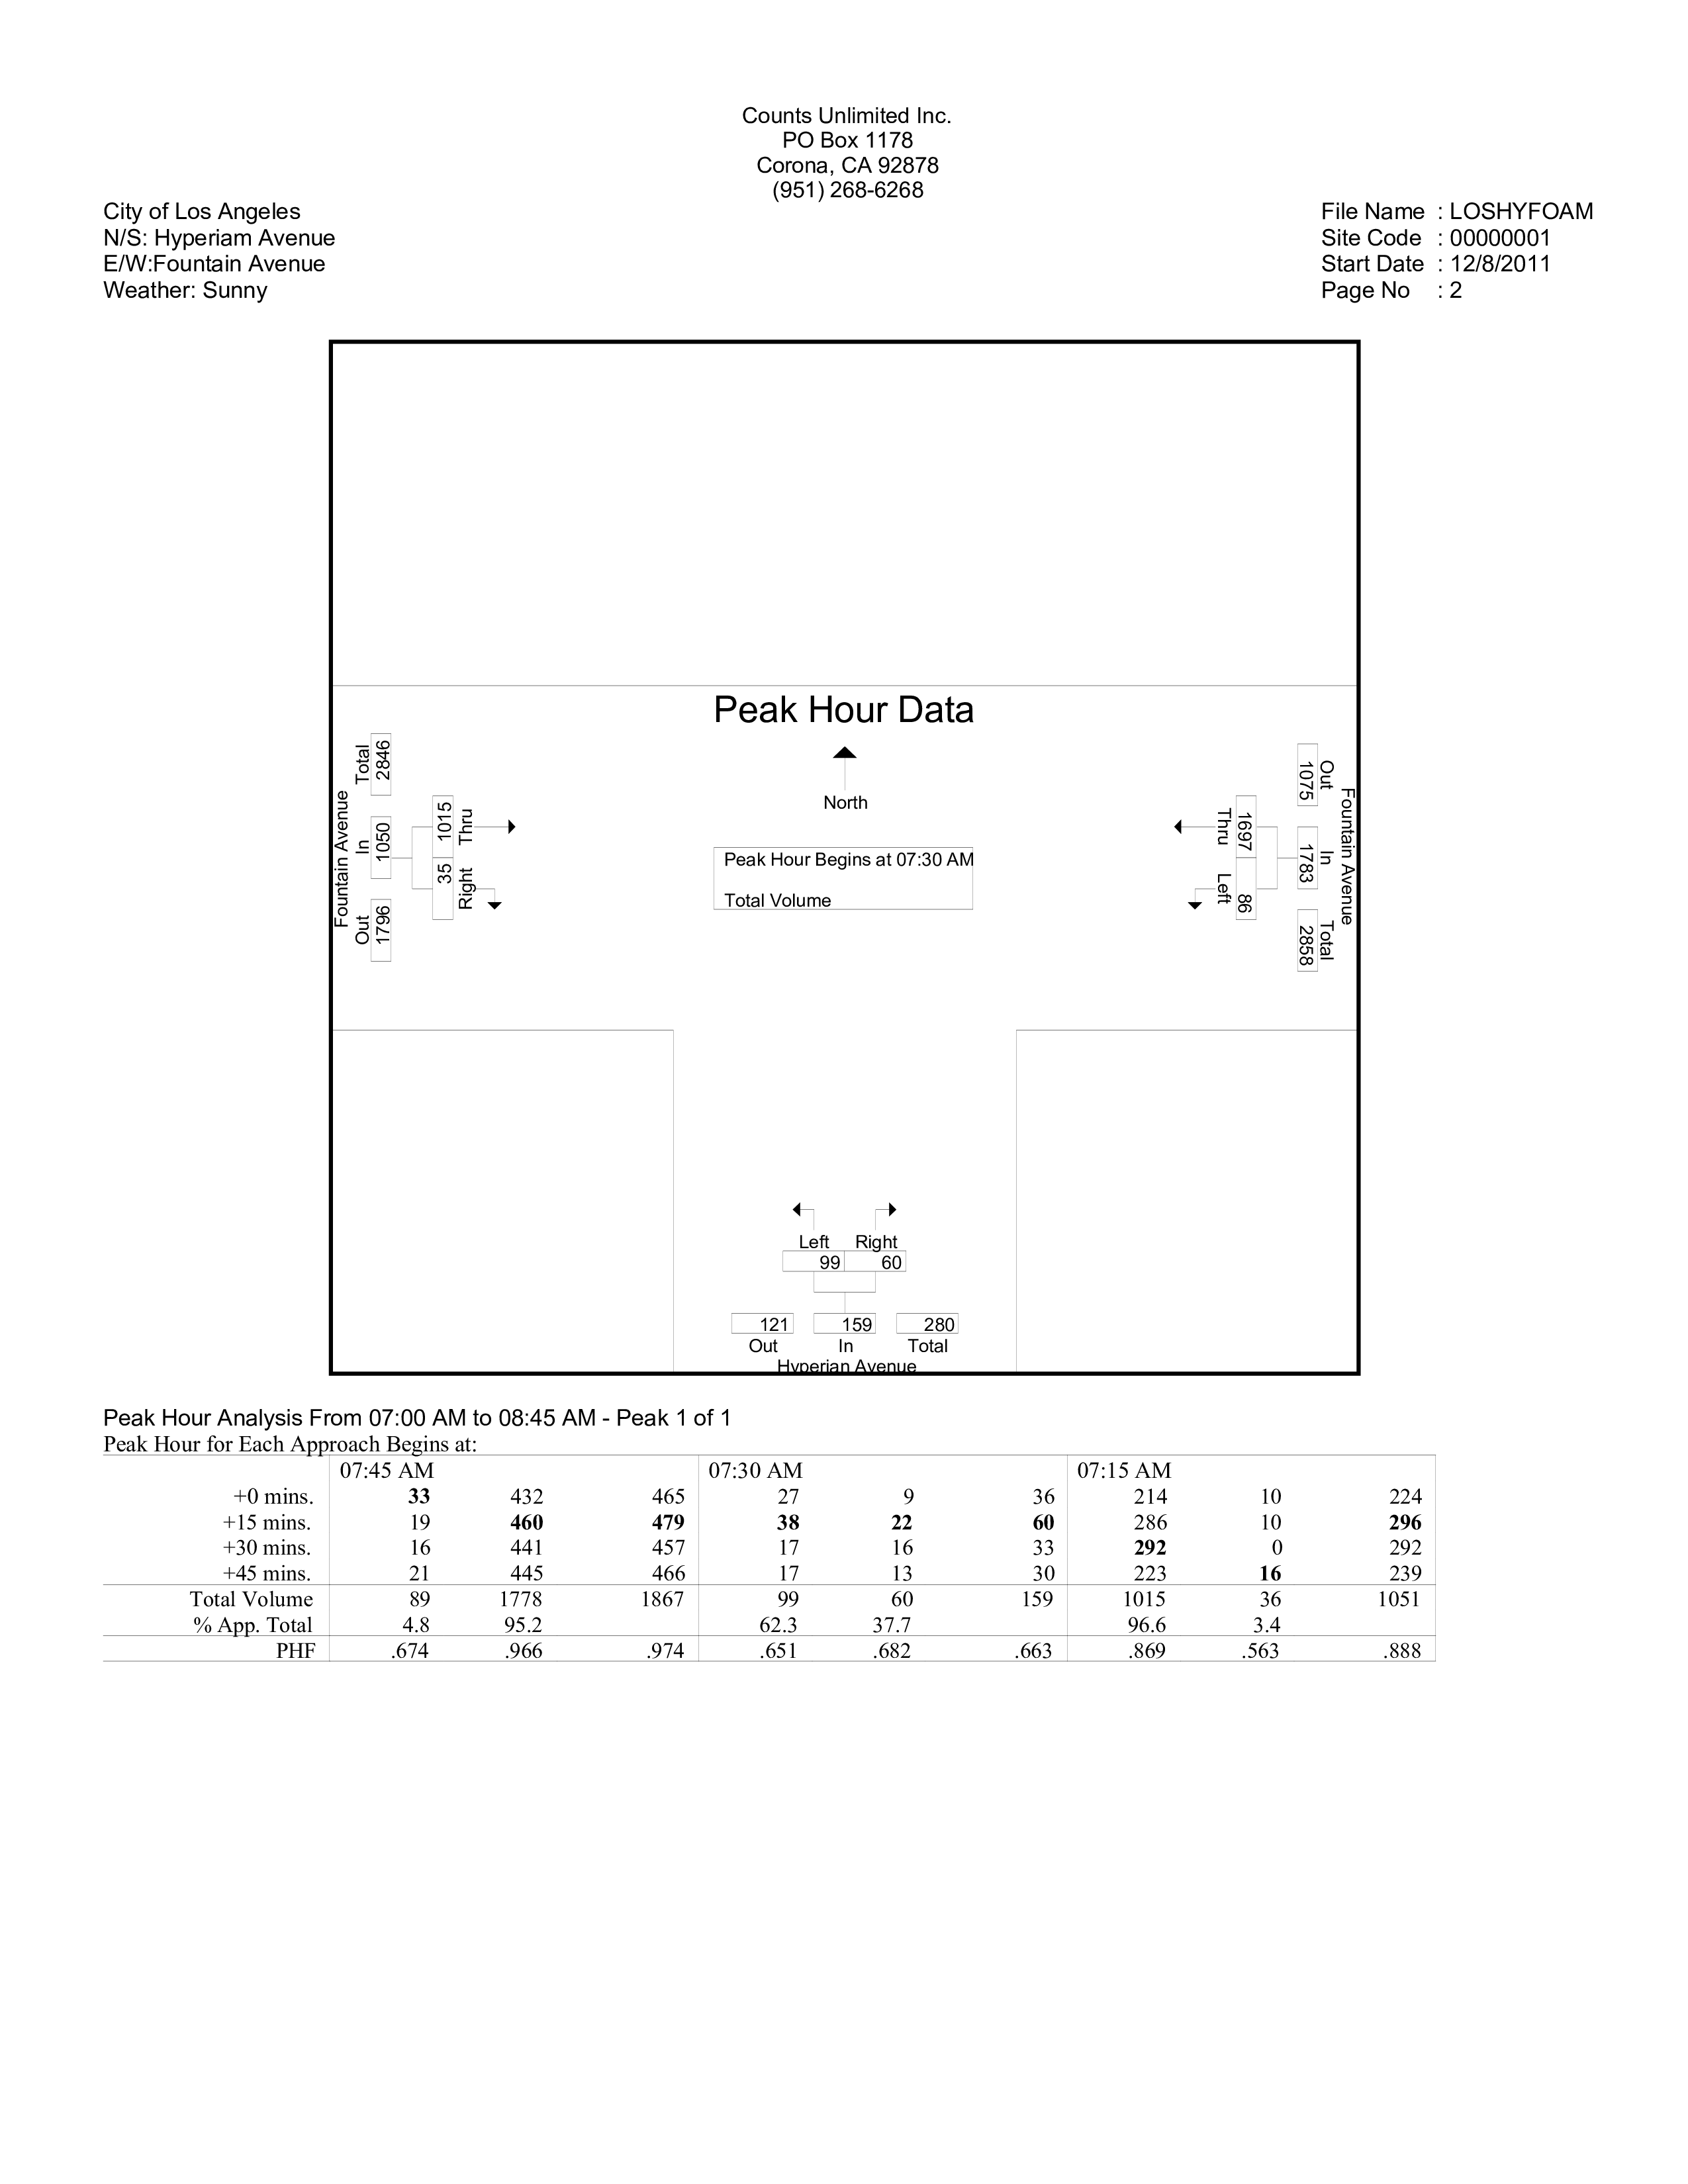 Counts Unlimited Inc.
PO Box 1178
Corona, CA 92878
(951) 268-6268
City of Los Angeles
N/S: Hyperiam Avenue
E/W:Fountain Avenue
Weather: Sunny
File Name : LOSHYFOAM
Site Code : 00000001
Start Date : 12/8/2011
Page No : 2
Peak Hour Data
North
Peak Hour Begins at 07:30 AM
Total Volume
Fountain Avenue
Out In Total
1796 1050 2846
Right Thru
35 1015
Fountain Avenue
Out In Total
1075 1783 2858
Thru Left
1697 86
Left Right
99 60
121 159 280
Out In Total
Hyperian Avenue
Peak Hour Analysis From 07:00 AM to 08:45 AM - Peak 1 of 1
Peak Hour for Each Approach Begins at:
07:45 AM 07:30 AM 07:15 AM
+0 mins. 33 432 465 27 9 36 214 10 224
+15 mins. 19 460 479 38 22 60 286 10 296
+30 mins. 16 441 457 17 16 33 292 0 292
+45 mins. 21 445 466 17 13 30 223 16 239
Total Volume 89 1778 1867 99 60 159 1015 36 1051
% App. Total 4.8 95.2 62.3 37.7 96.6 3.4
PHF .674 .966 .974 .651 .682 .663 .869 .563 .888